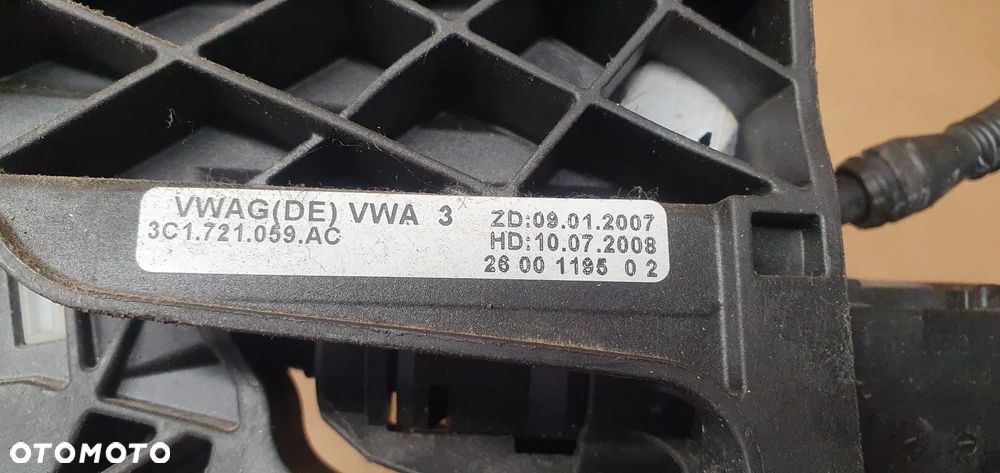 VWAG(DE) VWA 3
3C1.721.059.AC
ZD:09.01.2007
HD:10.07.2008
26 00 1195 0 2
OTOMOTO